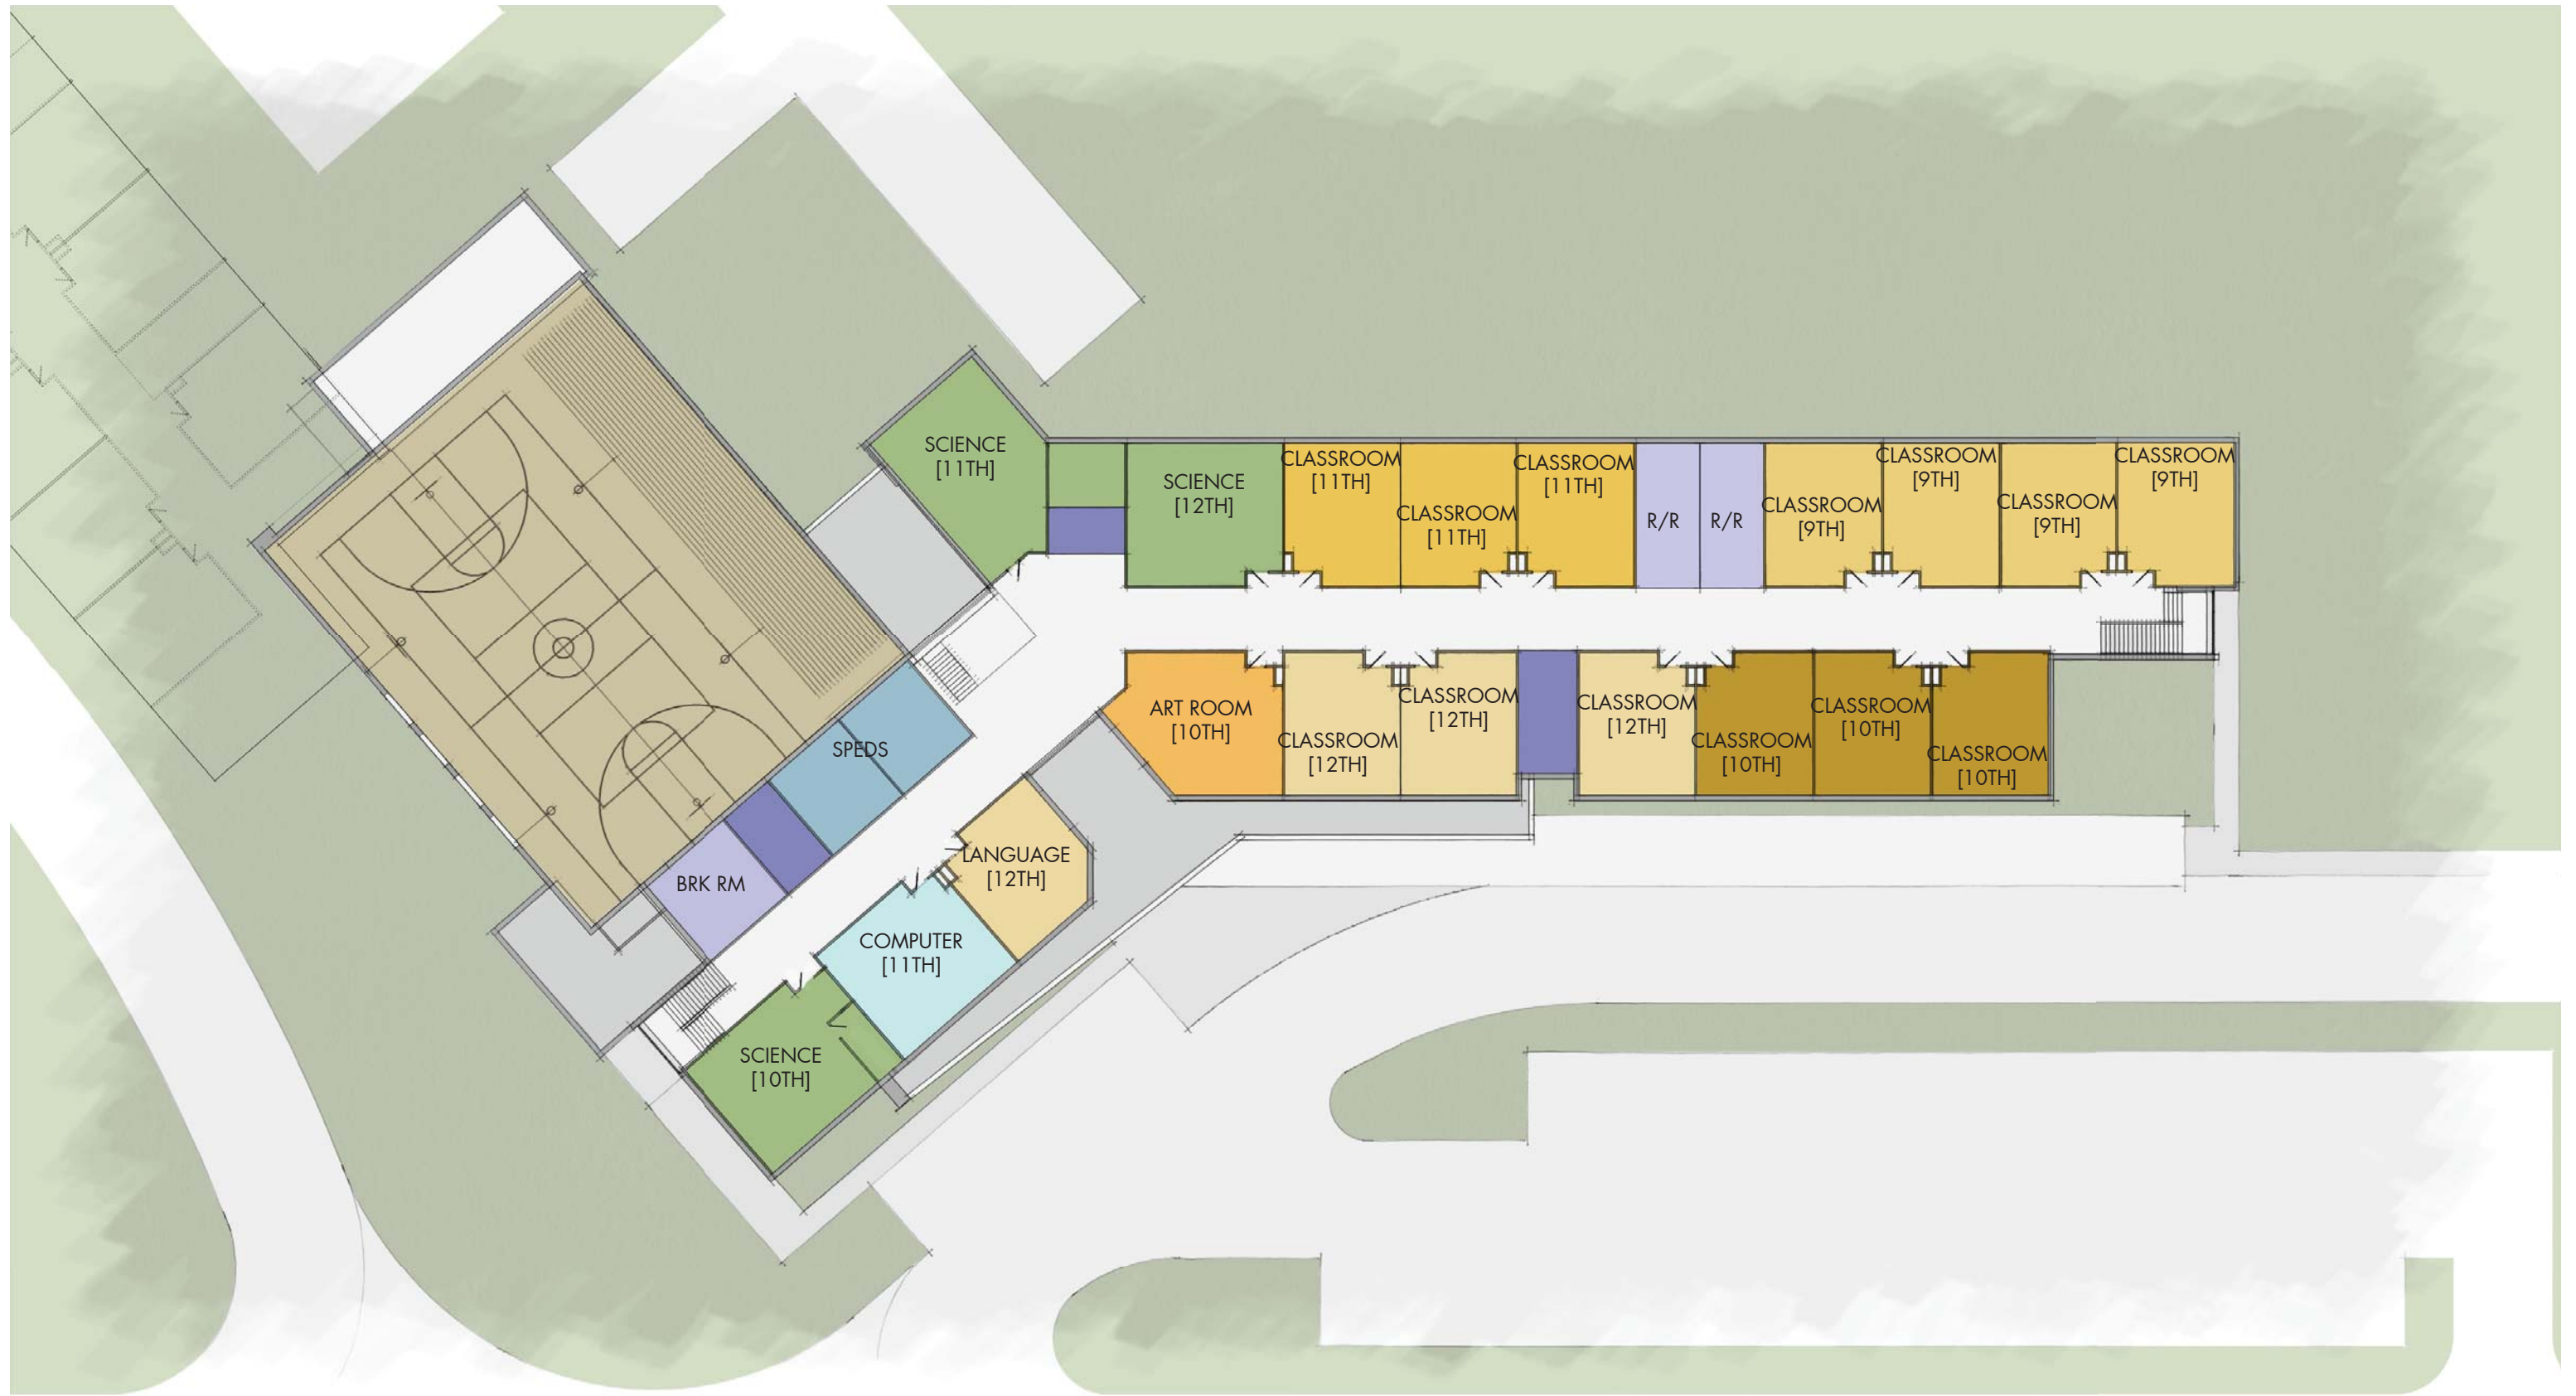 SCIENCE
[11TH]
SCIENCE
[12TH]
CLASSROOM
[11TH]
CLASSROOM
[11TH]
CLASSROOM
[11TH]
R/R
R/R
CLASSROOM
[9TH]
CLASSROOM
[9TH]
CLASSROOM
[9TH]
CLASSROOM
[9TH]
ART ROOM
[10TH]
CLASSROOM
[12TH]
CLASSROOM
[12TH]
CLASSROOM
[12TH]
CLASSROOM
[10TH]
CLASSROOM
[10TH]
CLASSROOM
[10TH]
SPEDS
BRK RM
LANGUAGE
[12TH]
COMPUTER
[11TH]
SCIENCE
[10TH]